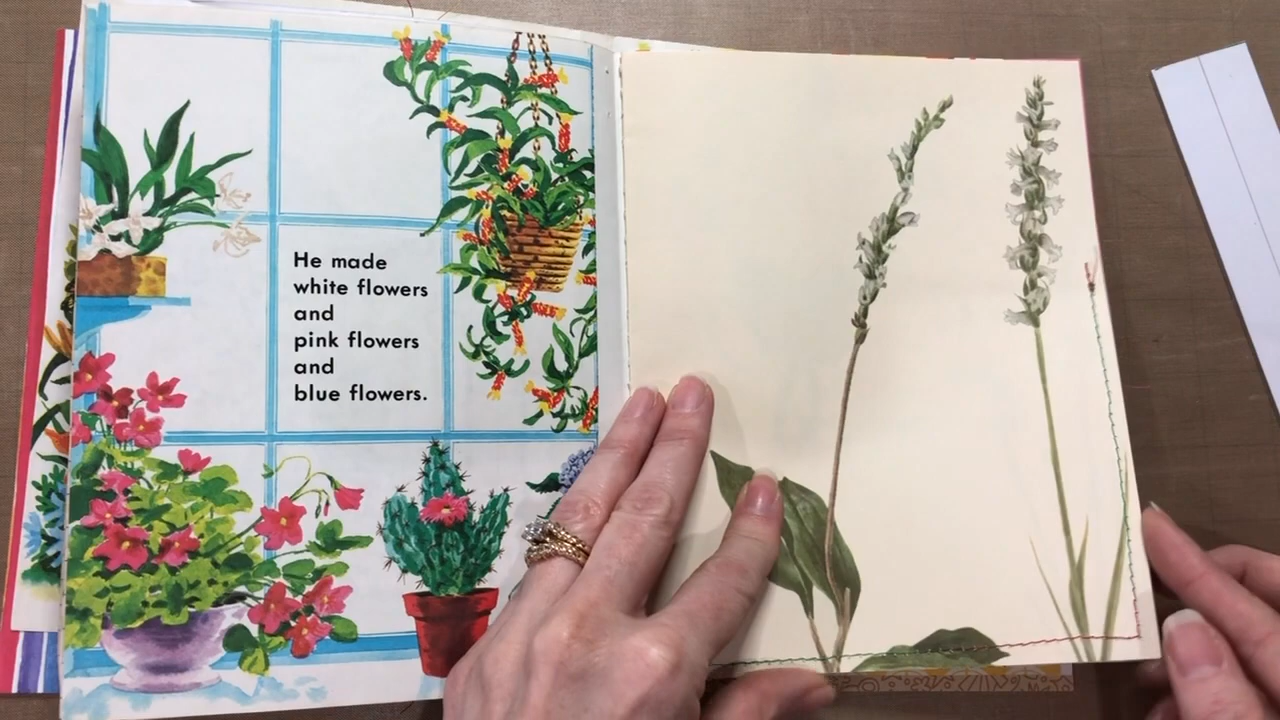 He made
white flowers
and
pink flowers
and
blue flowers.